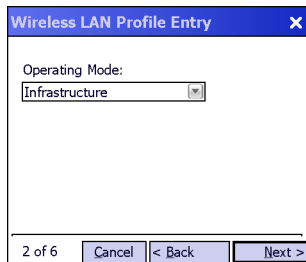 Wireless LAN Profile Entry
Operating Mode:
Infrastructure
2 of 6 Cancel < Back Next >